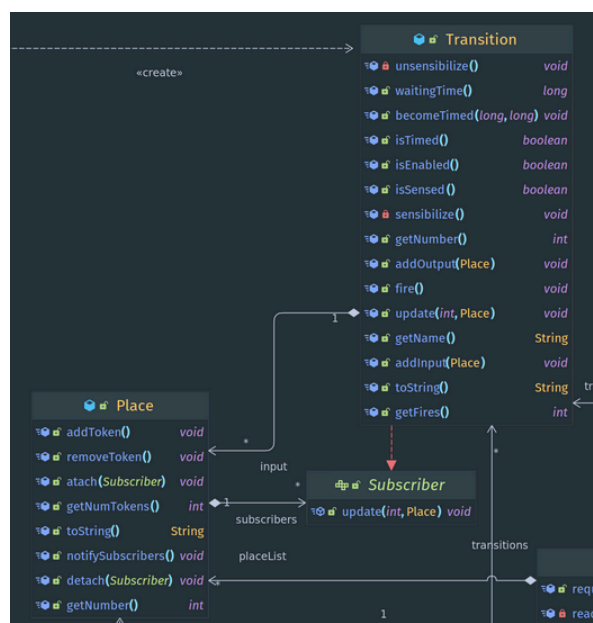 Transition
«create»
unsensibilize() void
waitingTime() long
becomeTimed(long, long) void
isTimed() boolean
isEnabled() boolean
isSensed() boolean
sensibilize() void
getNumber() int
addOutput(Place) void
fire() void
1 update(int, Place) void
getName() String
addInput(Place) void
toString() String
tr
getFires() int
Place
addToken() void
removeToken() void
*
*
input
atach(Subscriber) void
*
Subscriber
getNumTokens() int
1
update(int, Place) void
toString() String
subscribers
notifySubscribers() void
placeList
transitions
detach(Subscriber) void
*
requ
getNumber() int
1
read